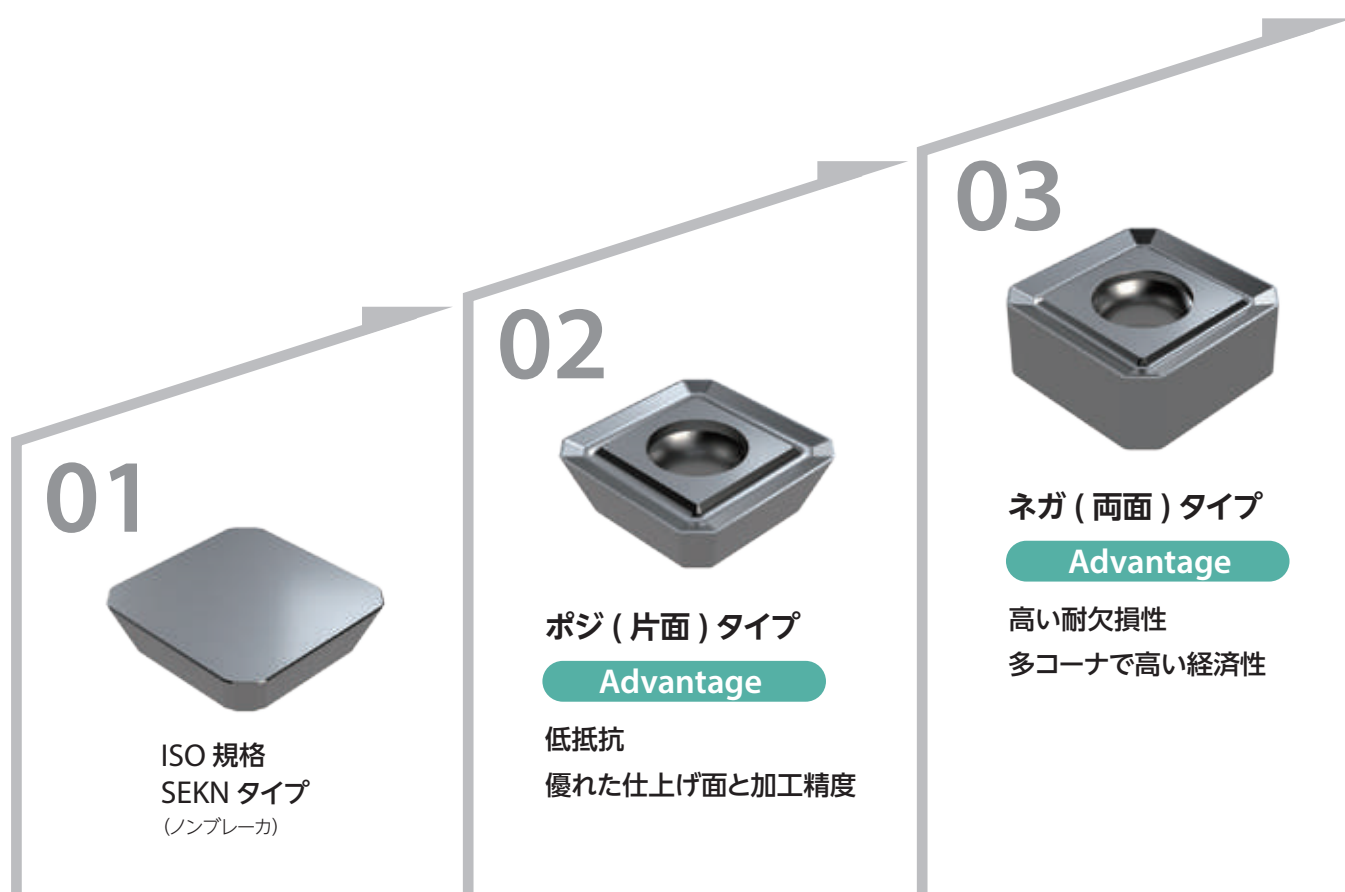 01
ISO 規格
SEKN タイプ
(ノンブレーカ)
02
ポジ ( 片面 ) タイプ
Advantage
低抵抗
優れた仕上げ面と加工精度
03
ネガ ( 両面 ) タイプ
Advantage
高い耐欠損性
多コーナで高い経済性